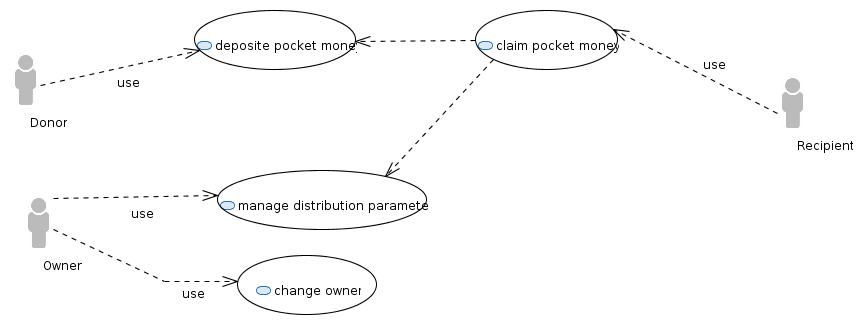 deposite pocket mone
claim pocket money
use
use
Donor
Recipient
manage distribution paramete
use
Owner
change owner
use